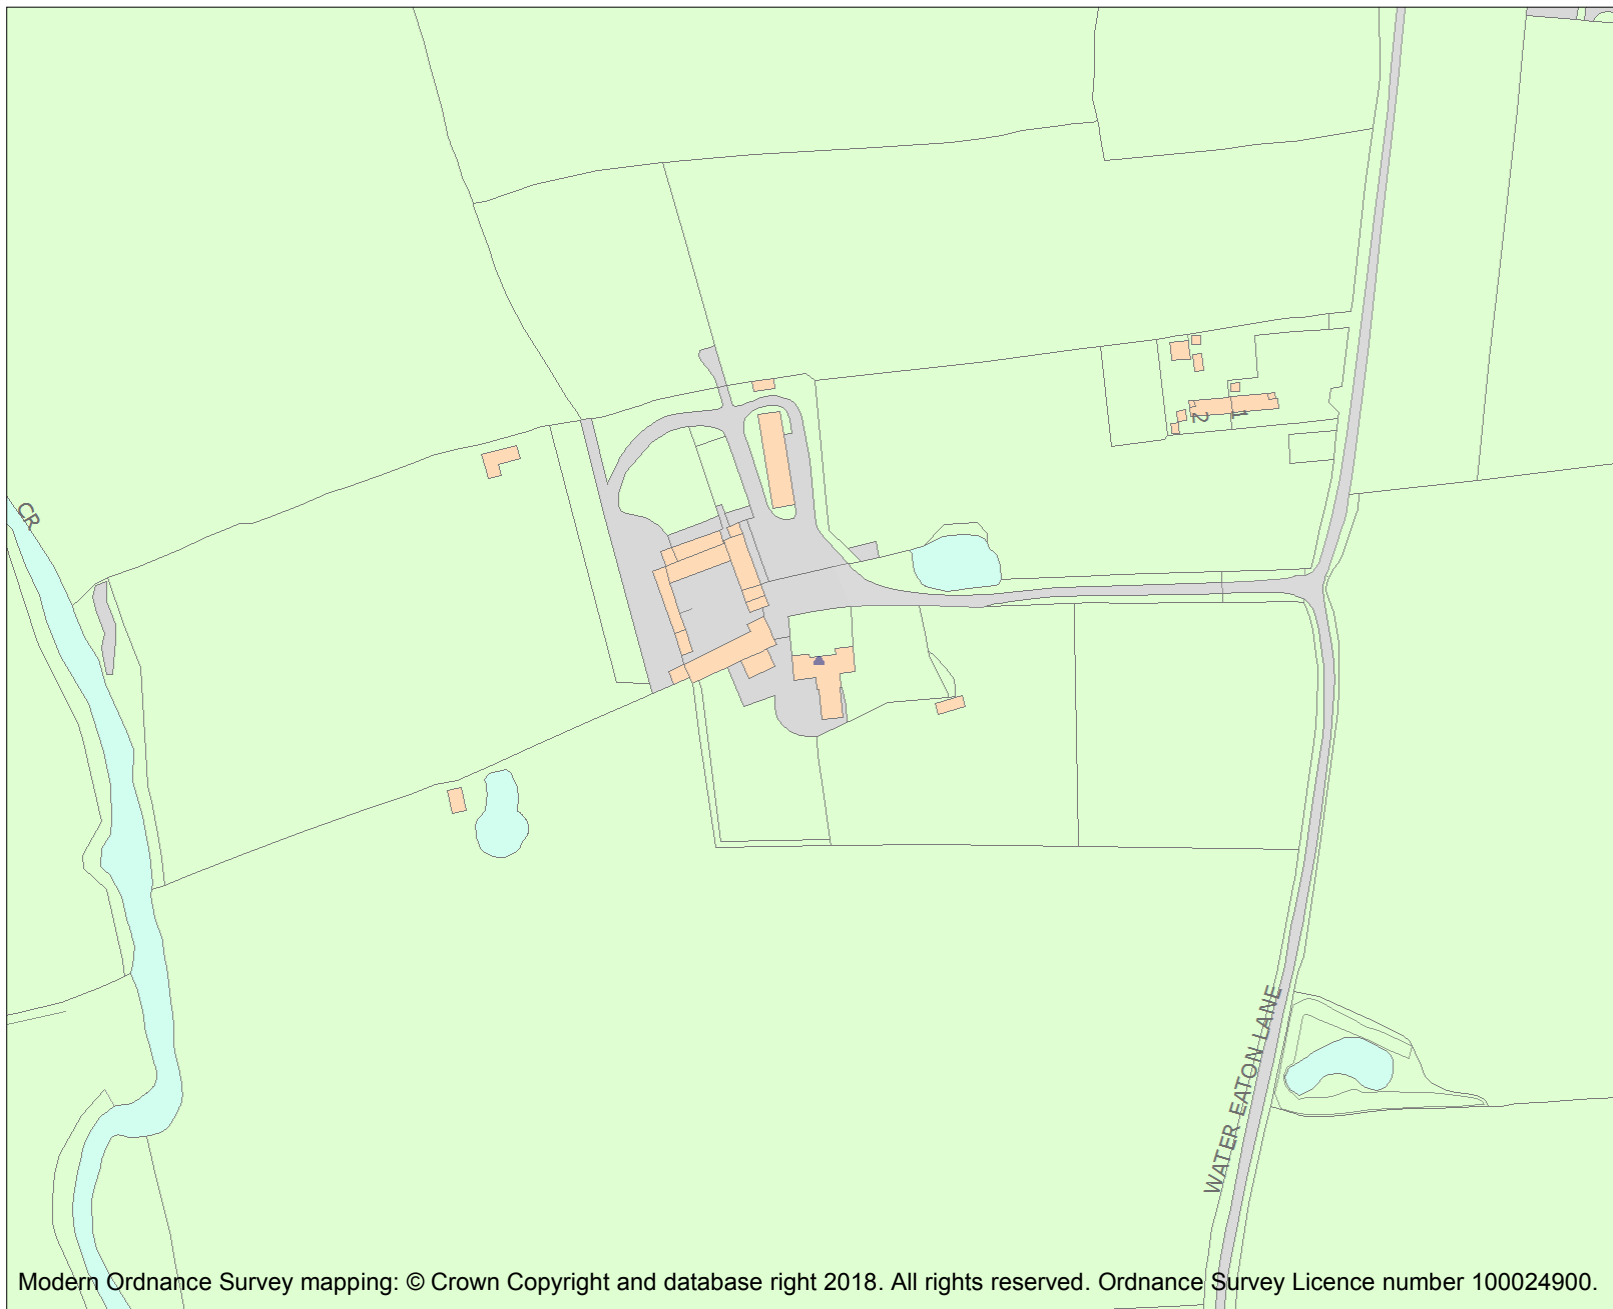 2
1
CR
WATER EATON LANE
Modern Ordnance Survey mapping: © Crown Copyright and database right 2018. All rights reserved. Ordnance Survey Licence number 100024900.